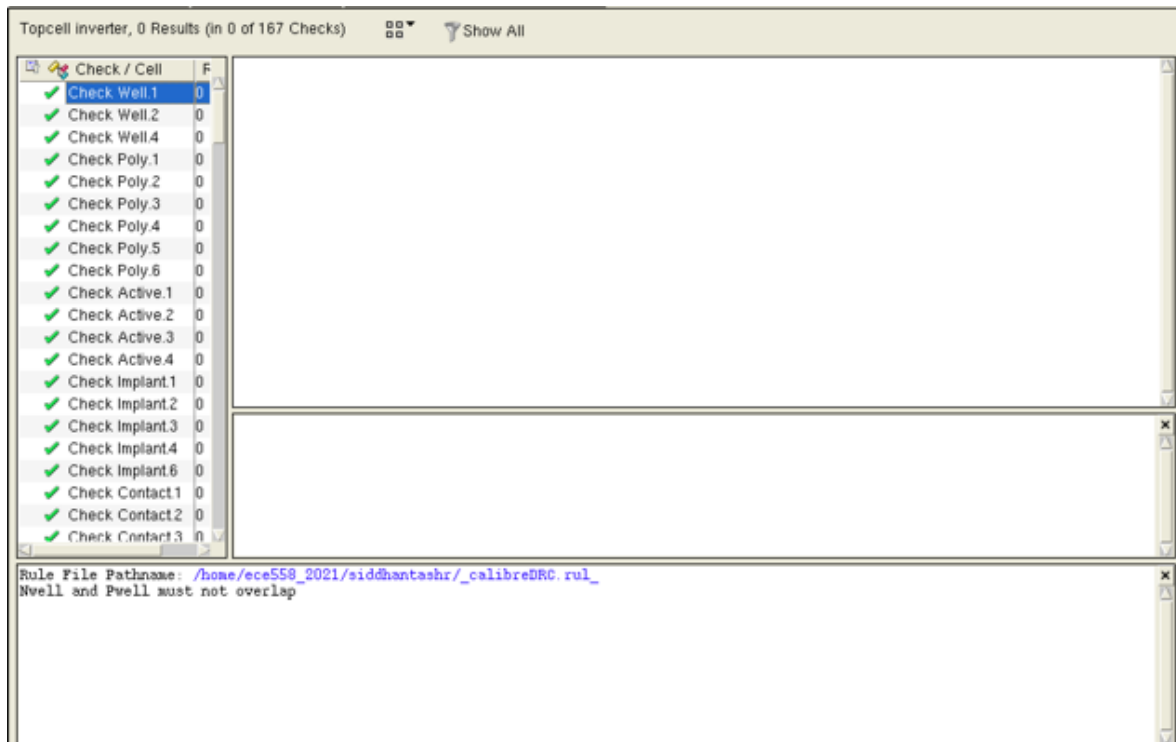 Topcell inverter, 0 Results (in 0 of 167 Checks) Show All
Check / Cell F
Check Well.1 0
Check Well.2 0
Check Well.4 0
Check Poly.1 0
Check Poly.2 0
Check Poly.3 0
Check Poly.4 0
Check Poly.5 0
Check Poly.6 0
Check Active.1 0
Check Active.2 0
Check Active.3 0
Check Active.4 0
Check Implant.1 0
Check Implant.2 0
Check Implant.3 0
Check Implant.4 0
Check Implant.6 0
Check Contact.1 0
Check Contact.2 0
Check Contact.3 0
Rule File Pathname: /home/ece558_2021/siddhantashr/_calibreDRC.rul_
Nwell and Pwell must not overlap